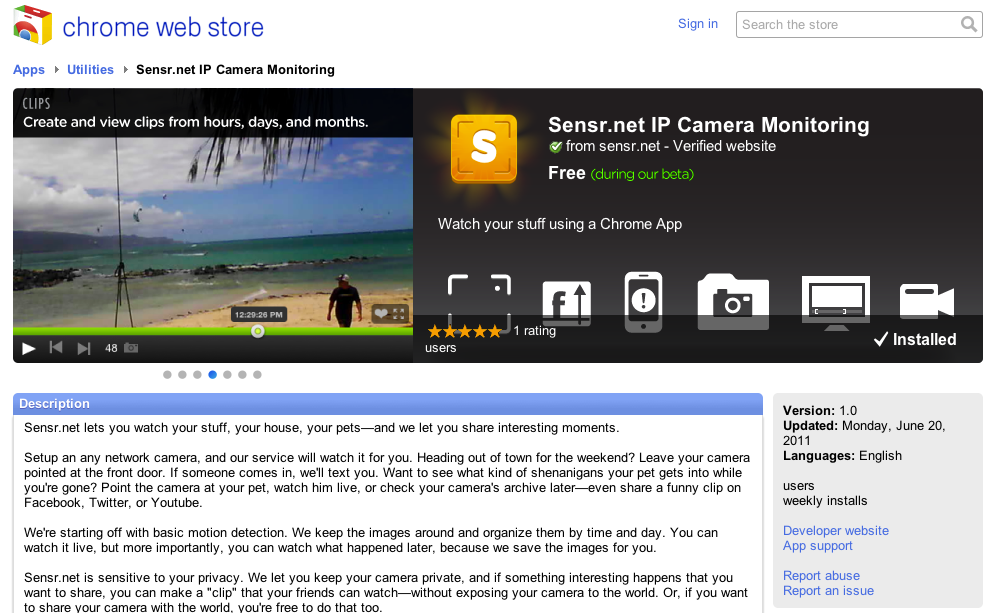 chrome web store
Sign in
Search the store
Apps
Utilities
Sensr.net IP Camera Monitoring
CLIPS
Create and view clips from hours, days, and months.
12:29:26 PM
48
S
Sensr.net IP Camera Monitoring
from sensr.net - Verified website
Free (during our beta)
Watch your stuff using a Chrome App
f
1 rating
users
Installed
Description
Sensr.net lets you watch your stuff, your house, your pets—and we let you share interesting moments.
Setup an any network camera, and our service will watch it for you. Heading out of town for the weekend? Leave your camera
pointed at the front door. If someone comes in, we'll text you. Want to see what kind of shenanigans your pet gets into while
you're gone? Point the camera at your pet, watch him live, or check your camera's archive later—even share a funny clip on
Facebook, Twitter, or Youtube.
We're starting off with basic motion detection. We keep the images around and organize them by time and day. You can
watch it live, but more importantly, you can watch what happened later, because we save the images for you.
Sensr.net is sensitive to your privacy. We let you keep your camera private, and if something interesting happens that you
want to share, you can make a "clip" that your friends can watch—without exposing your camera to the world. Or, if you want
to share your camera with the world, you're free to do that too.
Version: 1.0
Updated: Monday, June 20,
2011
Languages: English
users
weekly installs
Developer website
App support
Report abuse
Report an issue